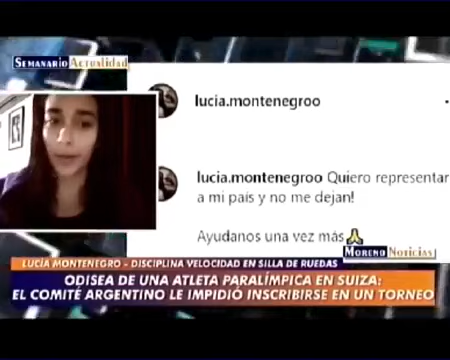 SEMANARIO ACTUALIDAD
lucia.montenegroo
lucia.montenegroo Quiero representar
a mi país y no me dejan!
Ayudanos una vez más🙏
MORENO NOTICIAS
LUCÍA MONTENEGRO - DISCIPLINA VELOCIDAD EN SILLA DE RUEDAS
ODISEA DE UNA ATLETA PARALÍMPICA EN SUIZA:
EL COMITÉ ARGENTINO LE IMPIDIÓ INSCRIBIRSE EN UN TORNEO